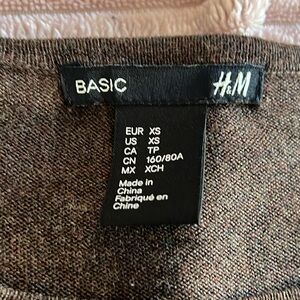 BASIC H&M
EUR XS
US XS
CA TP
CN 160/80A
MX XCH
Made in
China
Fabriqué en
Chine